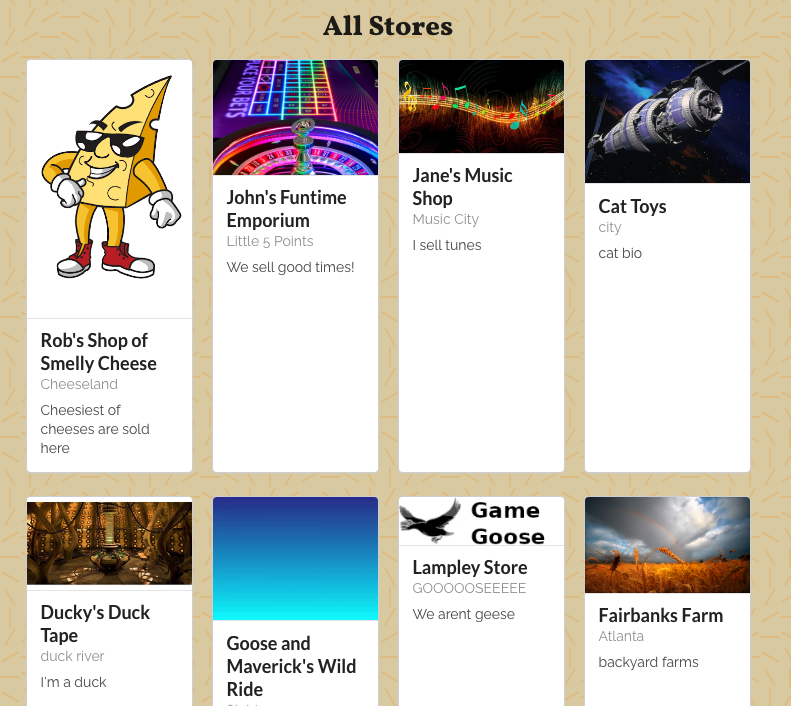 All Stores
Rob's Shop of
Smelly Cheese
Cheeseland
Cheesiest of
cheeses are sold
here
John's Funtime
Emporium
Little 5 Points
We sell good times!
Jane's Music
Shop
Music City
I sell tunes
Cat Toys
city
cat bio
Ducky's Duck
Tape
duck river
I'm a duck
Goose and
Maverick's Wild
Ride
Game
Goose
Lampley Store
GOOOOOSEEEEE
We arent geese
Fairbanks Farm
Atlanta
backyard farms